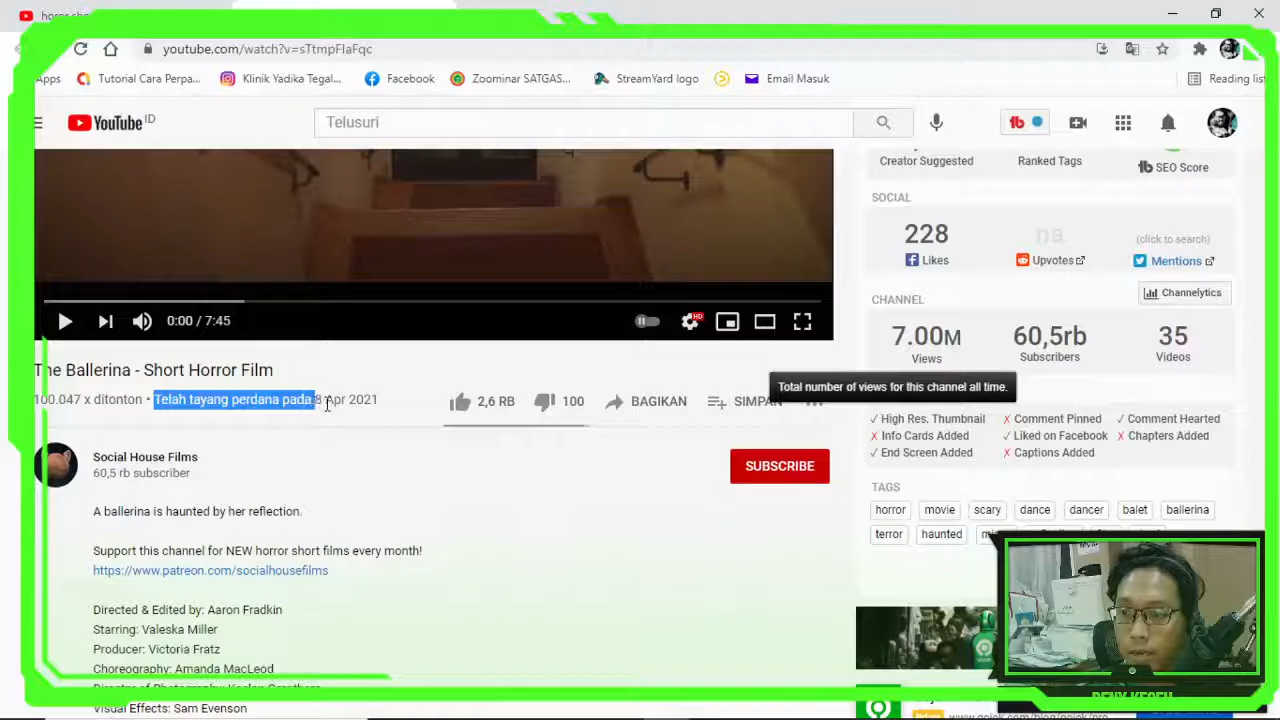 youtube.com/watch?v=sTtmpFIaFqc
Apps Tutorial Cara Perpa... Klinik Yadika Tegal... Facebook Zoominar SATGAS... StreamYard logo Email Masuk Reading list
YouTube ID
Telusuri
Creator Suggested Ranked Tags tb SEO Score
SOCIAL
228 na (click to search)
Likes Upvotes Mentions
CHANNEL Channelytics
7.00M 60,5rb 35
Views Subscribers Videos
Total number of views for this channel all time.
0:00 / 7:45
HD
The Ballerina - Short Horror Film
100.047 x ditonton • Telah tayang perdana pada 8 Apr 2021
2,6 RB 100 BAGIKAN SIMPAN ...
✓ High Res. Thumbnail ✗ Comment Pinned ✓ Comment Hearted
✗ Info Cards Added ✓ Liked on Facebook ✗ Chapters Added
✓ End Screen Added ✗ Captions Added
Social House Films
60,5 rb subscriber
SUBSCRIBE
TAGS
horror movie scary dance dancer balet ballerina
terror haunted
A ballerina is haunted by her reflection.
Support this channel for NEW horror short films every month!
https://www.patreon.com/socialhousefilms
Directed & Edited by: Aaron Fradkin
Starring: Valeska Miller
Producer: Victoria Fratz
Choreography: Amanda MacLeod
Visual Effects: Sam Evenson